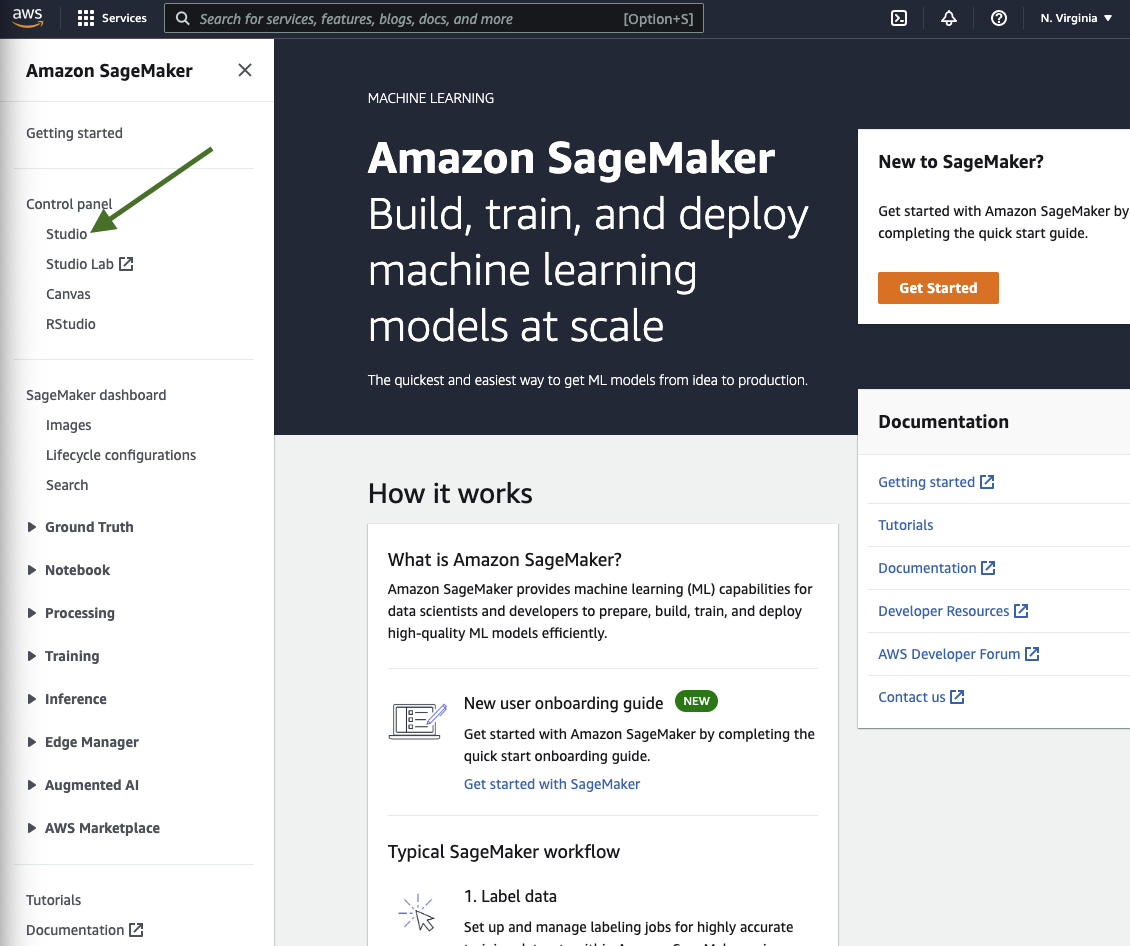 aws
Services
Search for services, features, blogs, docs, and more
[Option+S]
N. Virginia
Amazon SageMaker
Getting started
Control panel
Studio
Studio Lab
Canvas
RStudio
SageMaker dashboard
Images
Lifecycle configurations
Search
Ground Truth
Notebook
Processing
Training
Inference
Edge Manager
Augmented AI
AWS Marketplace
Tutorials
Documentation
MACHINE LEARNING
Amazon SageMaker
Build, train, and deploy
machine learning
models at scale
The quickest and easiest way to get ML models from idea to production.
New to SageMaker?
Get started with Amazon SageMaker by
completing the quick start guide.
Get Started
How it works
What is Amazon SageMaker?
Amazon SageMaker provides machine learning (ML) capabilities for
data scientists and developers to prepare, build, train, and deploy
high-quality ML models efficiently.
New user onboarding guide
NEW
Get started with Amazon SageMaker by completing the
quick start onboarding guide.
Get started with SageMaker
Typical SageMaker workflow
1. Label data
Set up and manage labeling jobs for highly accurate
Documentation
Getting started
Tutorials
Documentation
Developer Resources
AWS Developer Forum
Contact us